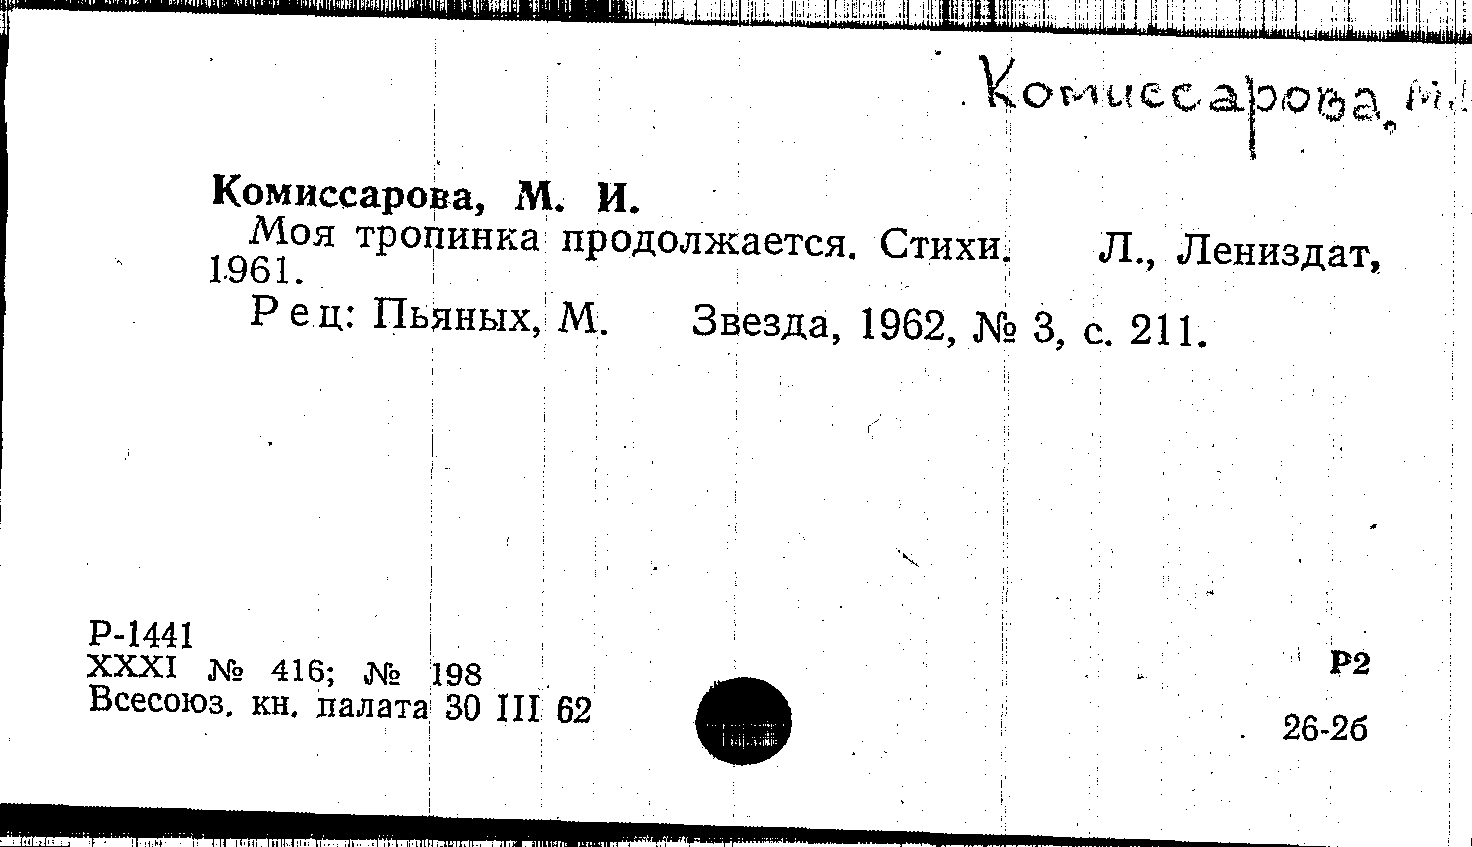 Комиссарова, М.
Комиссарова, М. И.
Моя тропинка продолжается. Стихи. Л., Лениздат,
1961.
Рец: Пьяных, М. Звезда, 1962, № 3, с. 211.
Р-1441
XXXI № 416; № 198
Всесоюз. кн. палата 30 III 62
Р2
26-2б